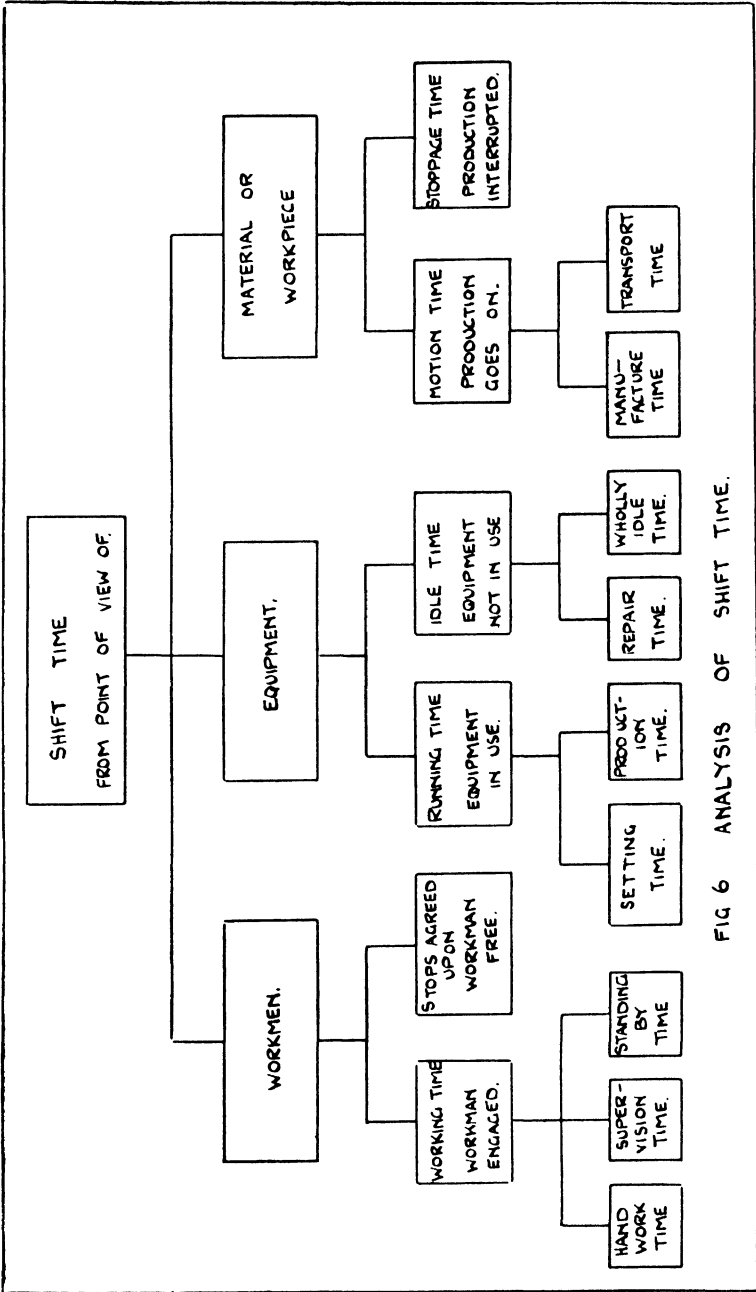 SHIFT TIME
FROM POINT OF VIEW OF.
WORKMEN.
EQUIPMENT.
MATERIAL OR
WORKPIECE
WORKING TIME
WORKMAN
ENGAGED.
STOPS AGREED
UPON
WORKMAN
FREE.
RUNNING TIME
EQUIPMENT
IN USE.
IDLE TIME
EQUIPMENT
NOT IN USE
MOTION TIME
PRODUCTION
GOES ON.
STOPPAGE TIME
PRODUCTION
INTERRUPTED.
HAND
WORK
TIME
SUPER-
VISION
TIME.
STANDING
BY
TIME
SETTING
TIME.
PRODUCT-
ION
TIME.
REPAIR
TIME.
WHOLLY
IDLE
TIME.
MANU-
FACTURE
TIME
TRANSPORT
TIME
FIG 6 ANALYSIS OF SHIFT TIME.